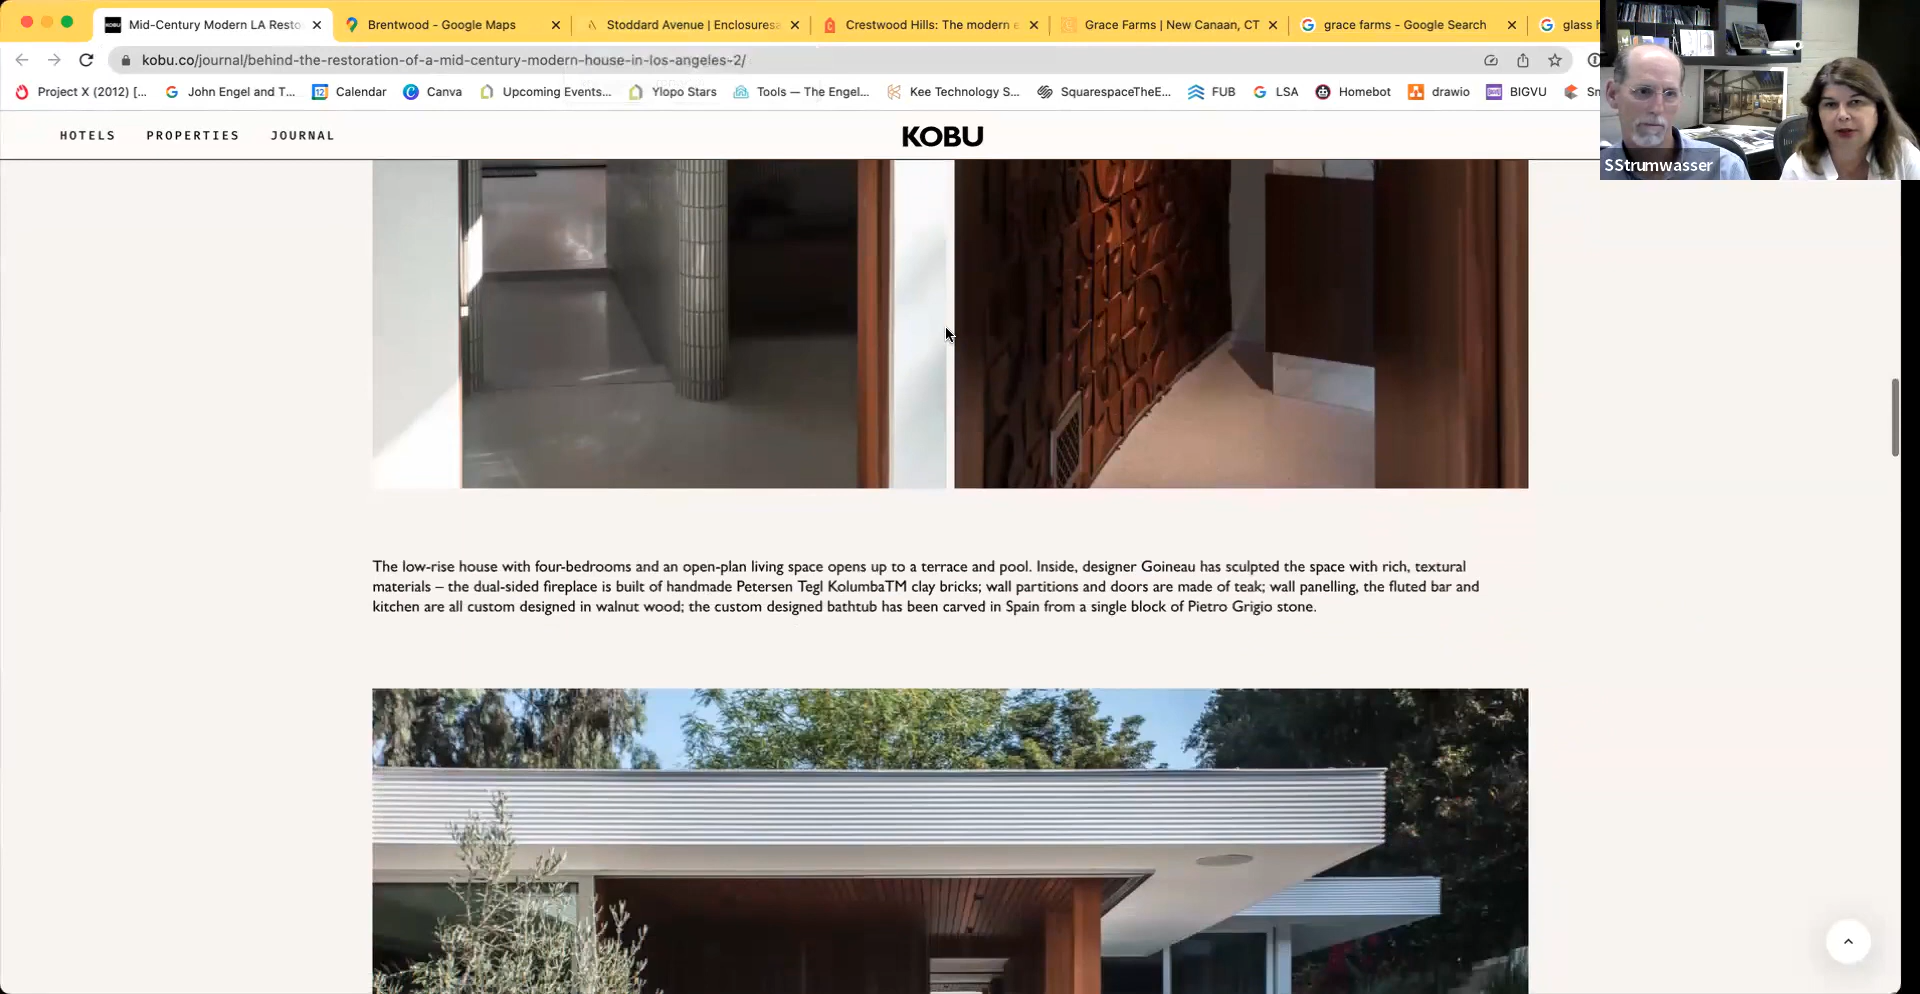 Mid-Century Modern LA Resto
Brentwood - Google Maps
Stoddard Avenue | Enclosuresa
Crestwood Hills: The modern e
Grace Farms | New Canaan, CT
grace farms - Google Search
glass h
kobu.co/journal/behind-the-restoration-of-a-mid-century-modern-house-in-los-angeles-2/
Project X (2012) [...
John Engel and T...
Calendar
Canva
Upcoming Events...
Ylopo Stars
Tools — The Engel...
Kee Technology S...
SquarespaceTheE...
FUB
LSA
Homebot
drawio
BIGVU
Sm
HOTELS
PROPERTIES
JOURNAL
KOBU
SStrumwasser
The low-rise house with four-bedrooms and an open-plan living space opens up to a terrace and pool. Inside, designer Goineau has sculpted the space with rich, textural
materials – the dual-sided fireplace is built of handmade Petersen Tegl KolumbaTM clay bricks; wall partitions and doors are made of teak; wall panelling, the fluted bar and
kitchen are all custom designed in walnut wood; the custom designed bathtub has been carved in Spain from a single block of Pietro Grigio stone.